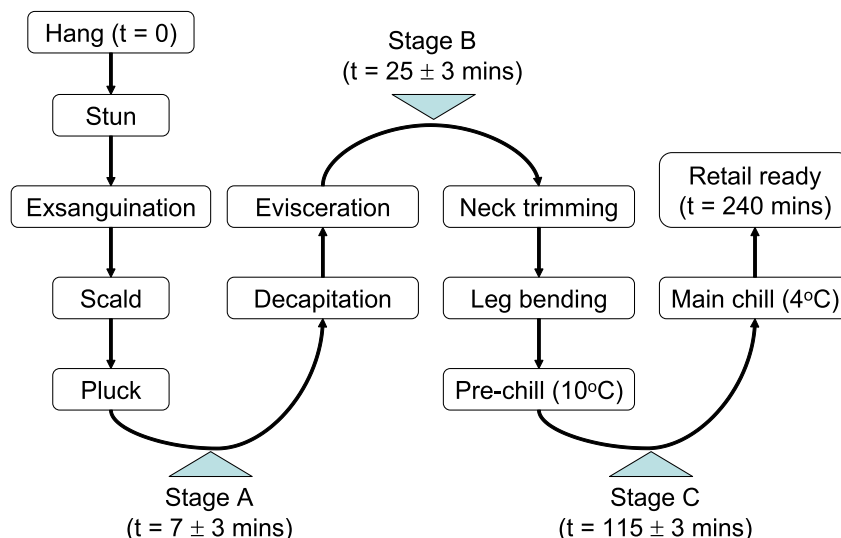 Hang (t = 0)
Stun
Exsanguination
Scald
Pluck
Stage A
(t = 7 ± 3 mins)
Decapitation
Evisceration
Stage B
(t = 25 ± 3 mins)
Neck trimming
Leg bending
Pre-chill (10°C)
Stage C
(t = 115 ± 3 mins)
Main chill (4°C)
Retail ready
(t = 240 mins)